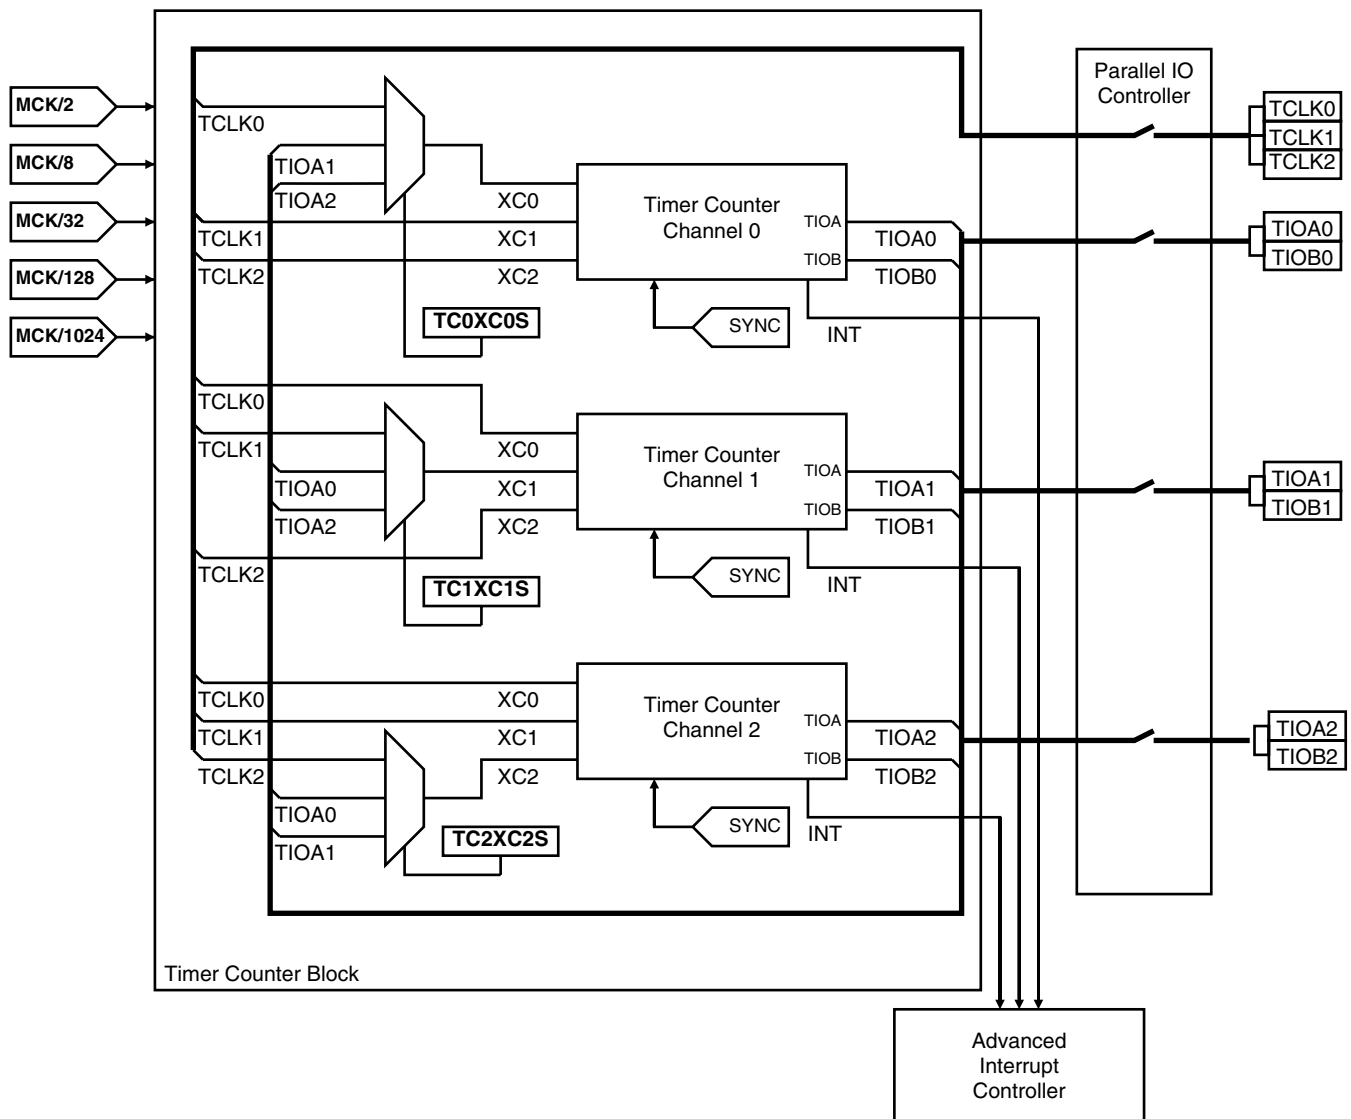 MCK/2
MCK/8
MCK/32
MCK/128
MCK/1024
TCLK0
TIOA1
TIOA2
TCLK1
TCLK2
XC0
XC1
XC2
TC0XC0S
Timer Counter
Channel 0
TIOA
TIOB
TIOA0
TIOB0
SYNC
INT
TCLK0
TCLK1
TIOA0
TIOA2
TCLK2
XC0
XC1
XC2
TC1XC1S
Timer Counter
Channel 1
TIOA
TIOB
TIOA1
TIOB1
SYNC
INT
TCLK0
TCLK1
TCLK2
TIOA0
TIOA1
XC0
XC1
XC2
TC2XC2S
Timer Counter
Channel 2
TIOA
TIOB
TIOA2
TIOB2
SYNC
INT
Timer Counter Block
Parallel IO
Controller
TCLK0
TCLK1
TCLK2
TIOA0
TIOB0
TIOA1
TIOB1
TIOA2
TIOB2
Advanced
Interrupt
Controller